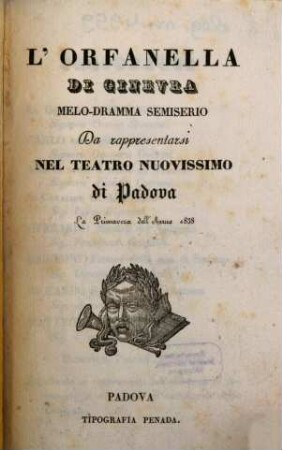 L' ORFANELLA
DI GINEVRA
MELO-DRAMMA SEMISERIO
Da rappresentarsi
NEL TEATRO NUOVISSIMO
di Padova
La Primavera dell'Anno 1838
PADOVA
TIPOGRAFIA PENADA.